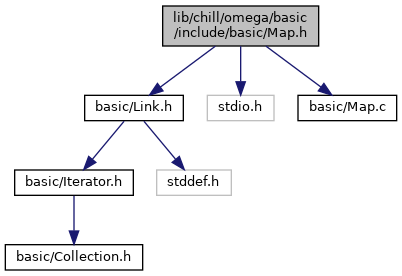 lib/chill/omega/basic
/include/basic/Map.h
basic/Link.h
stdio.h
basic/Map.c
basic/Iterator.h
stddef.h
basic/Collection.h